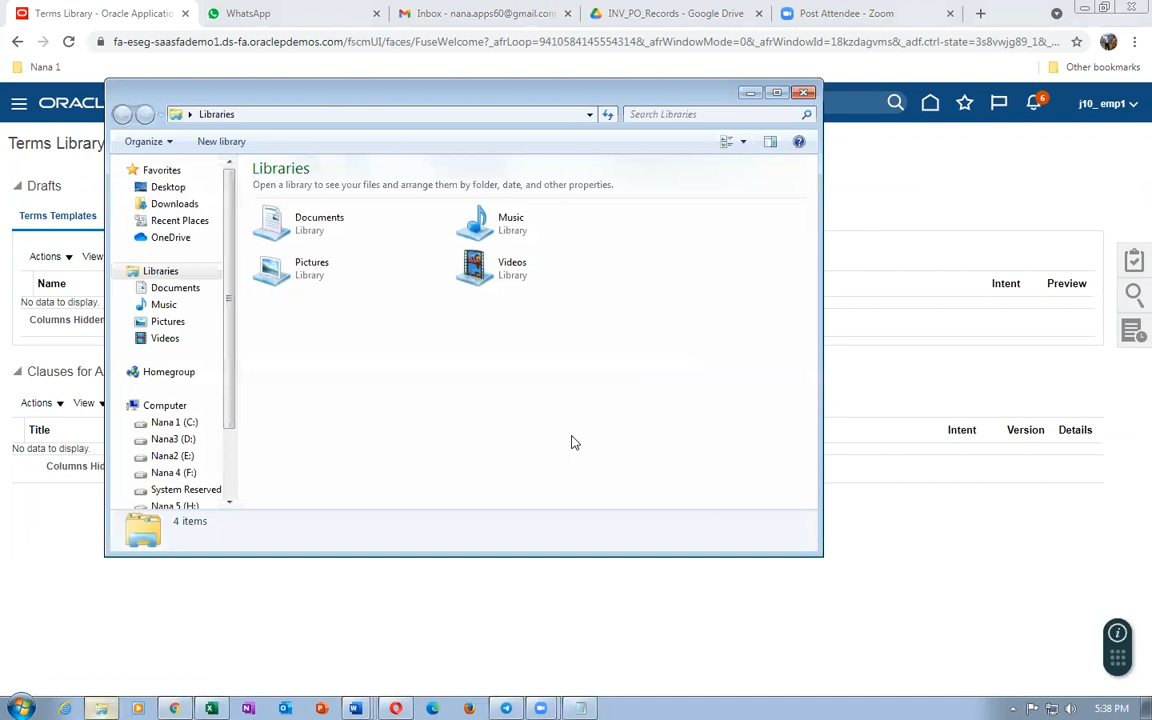 Terms Library - Oracle Applicatio
WhatsApp
Inbox - nana.apps60@gmail.com
INV_PO_Records - Google Drive
Post Attendee - Zoom
fa-eseg-saasfademo1.ds-fa.oraclepdemos.com/fscmUI/faces/FuseWelcome?_afrLoop=9410584145554314&_afrWindowMode=0&_afrWindowId=18kzdagvms&_adf.ctrl-state=3s8vwjg89_1&_...
Nana 1
Other bookmarks
ORACL
6
j10_ emp1
Libraries
Search Libraries
Organize
New library
Terms Library
Drafts
Terms Templates
Actions
View
Name
Intent
Preview
No data to display.
Columns Hidden
Clauses for A
Actions
View
Title
Intent
Version
Details
No data to display.
Columns Hid
Favorites
Desktop
Downloads
Recent Places
OneDrive
Libraries
Documents
Music
Pictures
Videos
Homegroup
Computer
Nana 1 (C:)
Nana3 (D:)
Nana2 (E:)
Nana 4 (F:)
System Reserved
Nana 5 (H:)
Libraries
Open a library to see your files and arrange them by folder, date, and other properties.
Documents
Library
Music
Library
Pictures
Library
Videos
Library
4 items
5:38 PM